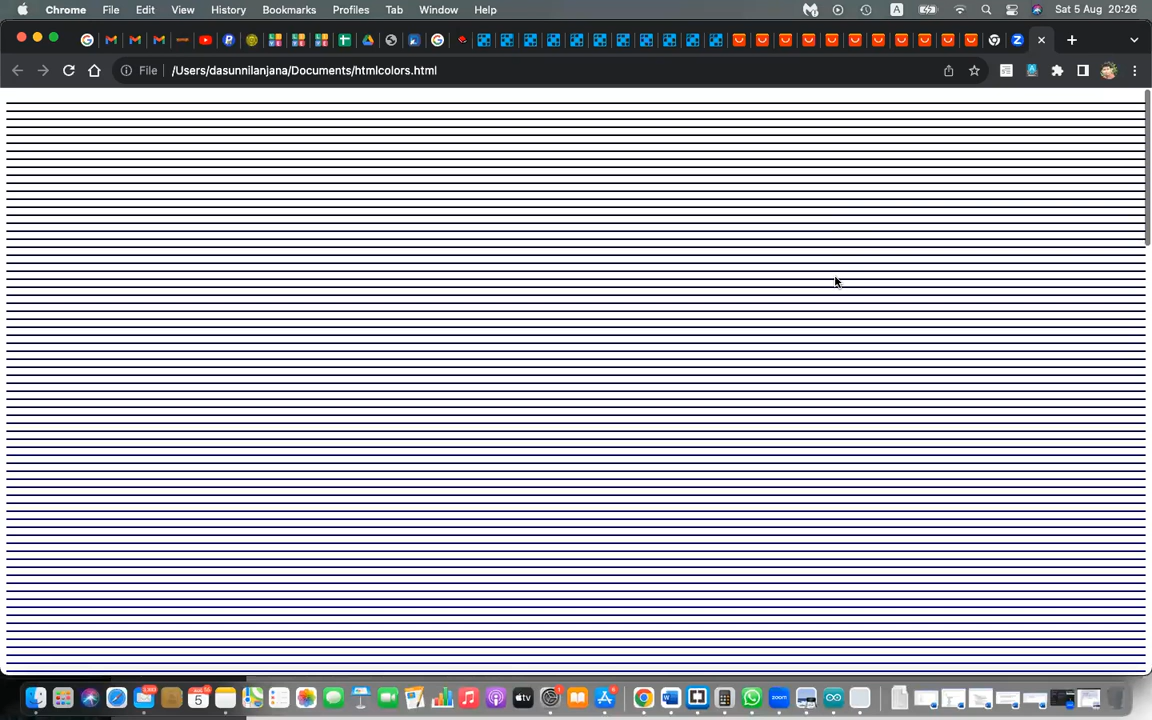 Chrome File Edit View History Bookmarks Profiles Tab Window Help A Sat 5 Aug 20:26
File /Users/dasunnilanjana/Documents/htmlcolors.html